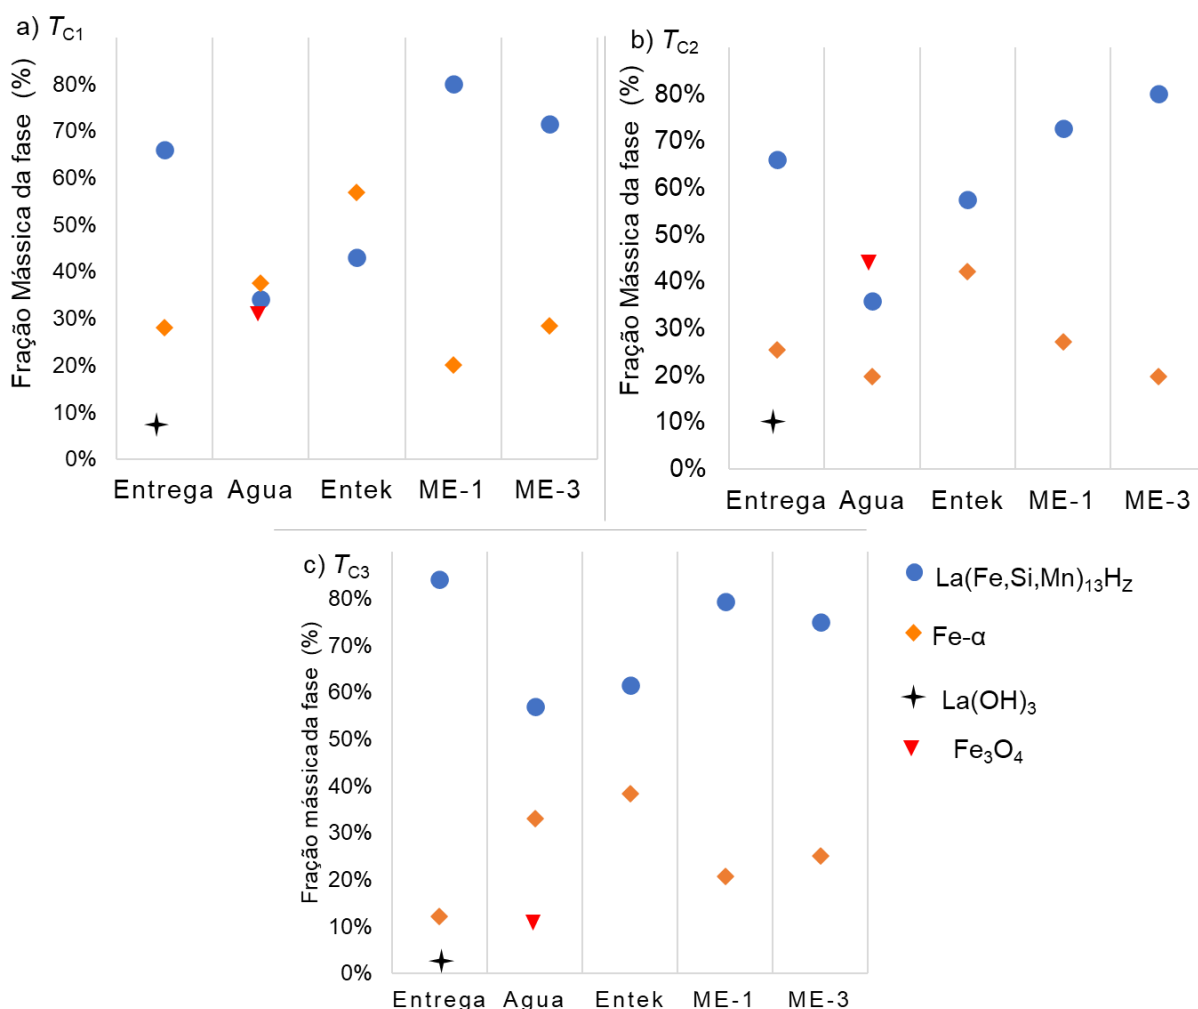 a) TC1
Fração Mássica da fase (%)
80%
70%
60%
50%
40%
30%
20%
10%
0%
Entrega Agua Entek ME-1 ME-3
b) TC2
Fração Mássica da fase (%)
80%
70%
60%
50%
40%
30%
20%
10%
0%
Entrega Agua Entek ME-1 ME-3
c) TC3
Fração mássica da fase (%)
80%
70%
60%
50%
40%
30%
20%
10%
0%
Entrega Agua Entek ME-1 ME-3
La(Fe,Si,Mn)13HZ
Fe-α
La(OH)3
Fe3O4